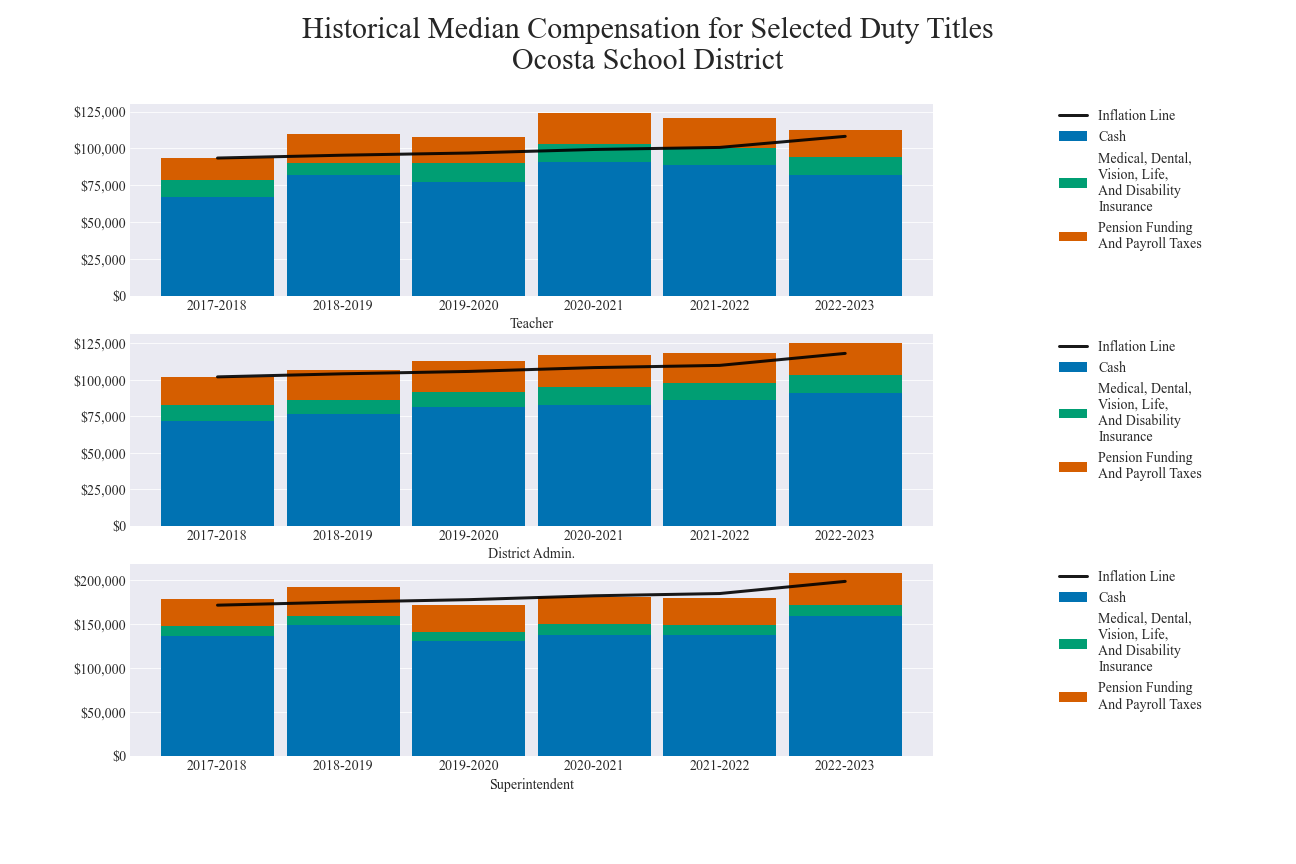 Historical Median Compensation for Selected Duty Titles
Ocosta School District
$125,000
$100,000
$75,000
$50,000
$25,000
$0
2017-2018 2018-2019 2019-2020 2020-2021 2021-2022 2022-2023
Teacher
Inflation Line
Cash
Medical, Dental,
Vision, Life,
And Disability
Insurance
Pension Funding
And Payroll Taxes
$125,000
$100,000
$75,000
$50,000
$25,000
$0
2017-2018 2018-2019 2019-2020 2020-2021 2021-2022 2022-2023
District Admin.
Inflation Line
Cash
Medical, Dental,
Vision, Life,
And Disability
Insurance
Pension Funding
And Payroll Taxes
$200,000
$150,000
$100,000
$50,000
$0
2017-2018 2018-2019 2019-2020 2020-2021 2021-2022 2022-2023
Superintendent
Inflation Line
Cash
Medical, Dental,
Vision, Life,
And Disability
Insurance
Pension Funding
And Payroll Taxes